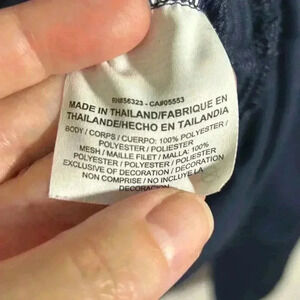 RN#56323 - CA#05553
MADE IN THAILAND/FABRIQUE EN
THAILANDE/HECHO EN TAILANDIA
BODY / CORPS / CUERPO: 100% POLYESTER /
POLYESTER / POLIESTER
MESH / MAILLE FILET / MALLA: 100%
POLYESTER / POLYESTER / POLIESTER
EXCLUSIVE OF DECORATION / DECORATION
NON COMPRISE / NO INCLUYE LA
DECORACION